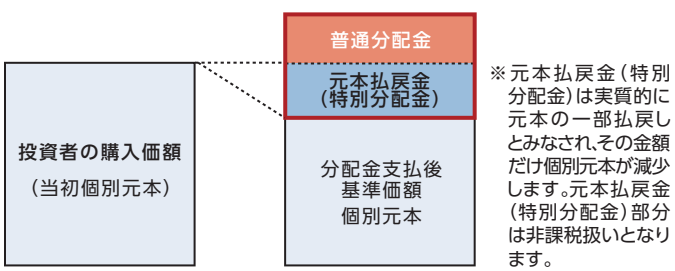 普通分配金
元本払戻金
(特別分配金)
投資者の購入価額
(当初個別元本)
分配金支払後
基準価額
個別元本
※元本払戻金(特別
分配金)は実質的に
元本の一部払戻し
とみなされ、その金額
だけ個別元本が減少
します。元本払戻金
(特別分配金)部分
は非課税扱いとなり
ます。